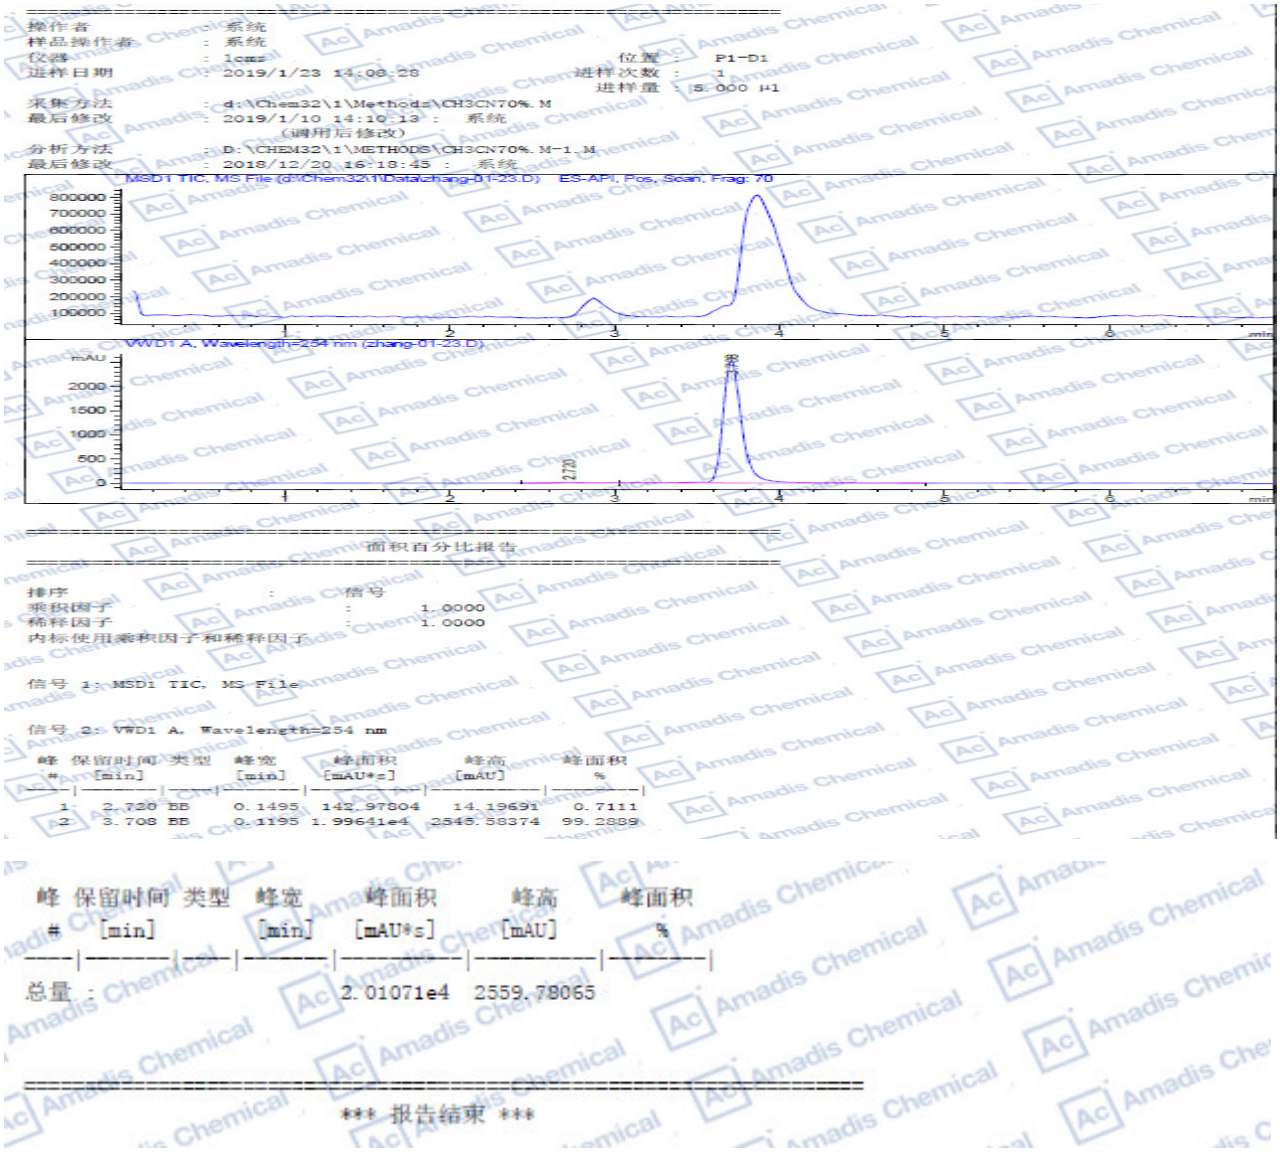 操作者 : 系统
样品操作者 : 系统
仪器 : lcms 位置 : P1-D1
进样日期 : 2019/1/23 14:08:28 进样次数 : 1
进样量 : 5.000 µl
采集方法 : d:\Chem32\1\Methods\CH3CN70%.M
最后修改 : 2019/1/10 14:10:13 : 系统
(调用后修改)
分析方法 : D:\CHEM32\1\METHODS\CH3CN70%.M-1.M
最后修改 : 2018/12/20 16:18:45 : 系统
MSD1 TIC, MS File (d:\Chem32\1\Data\zhang-01-23.D) ES-API, Pos, Scan, Frag: 70
800000
700000
600000
500000
400000
300000
200000
100000
1 2 3 4 5 6 min
VWD1 A, Wavelength=254 nm (zhang-01-23.D)
mAU
2000
1500
1000
500
0
2.720
3.708
1 2 3 4 5 6 min
面积百分比报告
排序 : 信号
乘积因子 : 1.0000
稀释因子 : 1.0000
内标使用乘积因子和稀释因子
信号 1: MSD1 TIC, MS File
信号 2: VWD1 A, Wavelength=254 nm
峰 保留时间 类型 峰宽 峰面积 峰高 峰面积
# [min] [min] [mAU*s] [mAU] %
1 2.720 BB 0.1495 142.97804 14.19691 0.7111
2 3.708 BB 0.1195 1.99641e4 2545.58374 99.2889
峰 保留时间 类型 峰宽 峰面积 峰高 峰面积
# [min] [min] [mAU*s] [mAU] %
总量 : 2.01071e4 2559.78065
*** 报告结束 ***
Ac Amadis Chemical